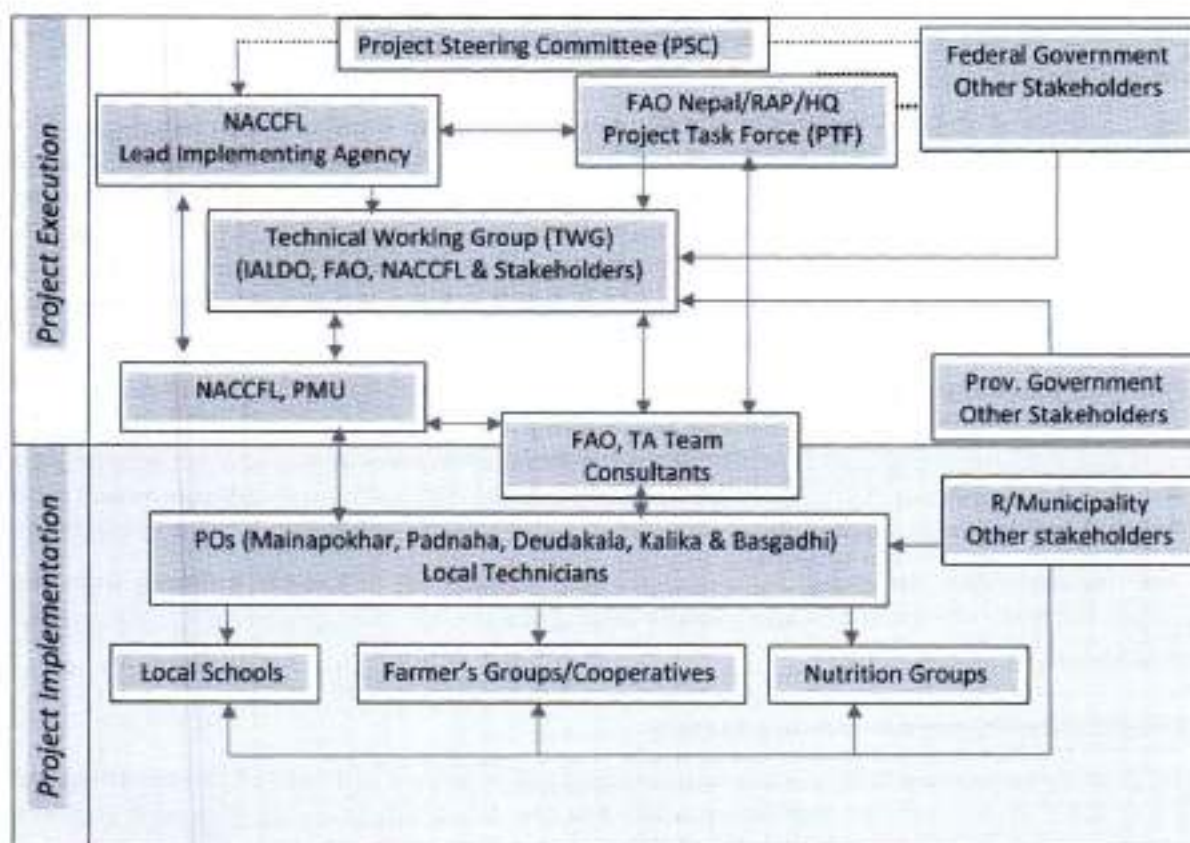 Project Execution
Project Steering Committee (PSC)
Federal Government
Other Stakeholders
NACCFL
Lead Implementing Agency
FAO Nepal/RAP/HQ
Project Task Force (PTF)
Technical Working Group (TWG)
(IALDO, FAO, NACCFL & Stakeholders)
NACCFL, PMU
Prov. Government
Other Stakeholders
FAO, TA Team
Consultants
Project Implementation
R/Municipality
Other stakeholders
POs (Mainapokhar, Padnaha, Deudakala, Kalika & Basgadhi)
Local Technicians
Local Schools
Farmer's Groups/Cooperatives
Nutrition Groups